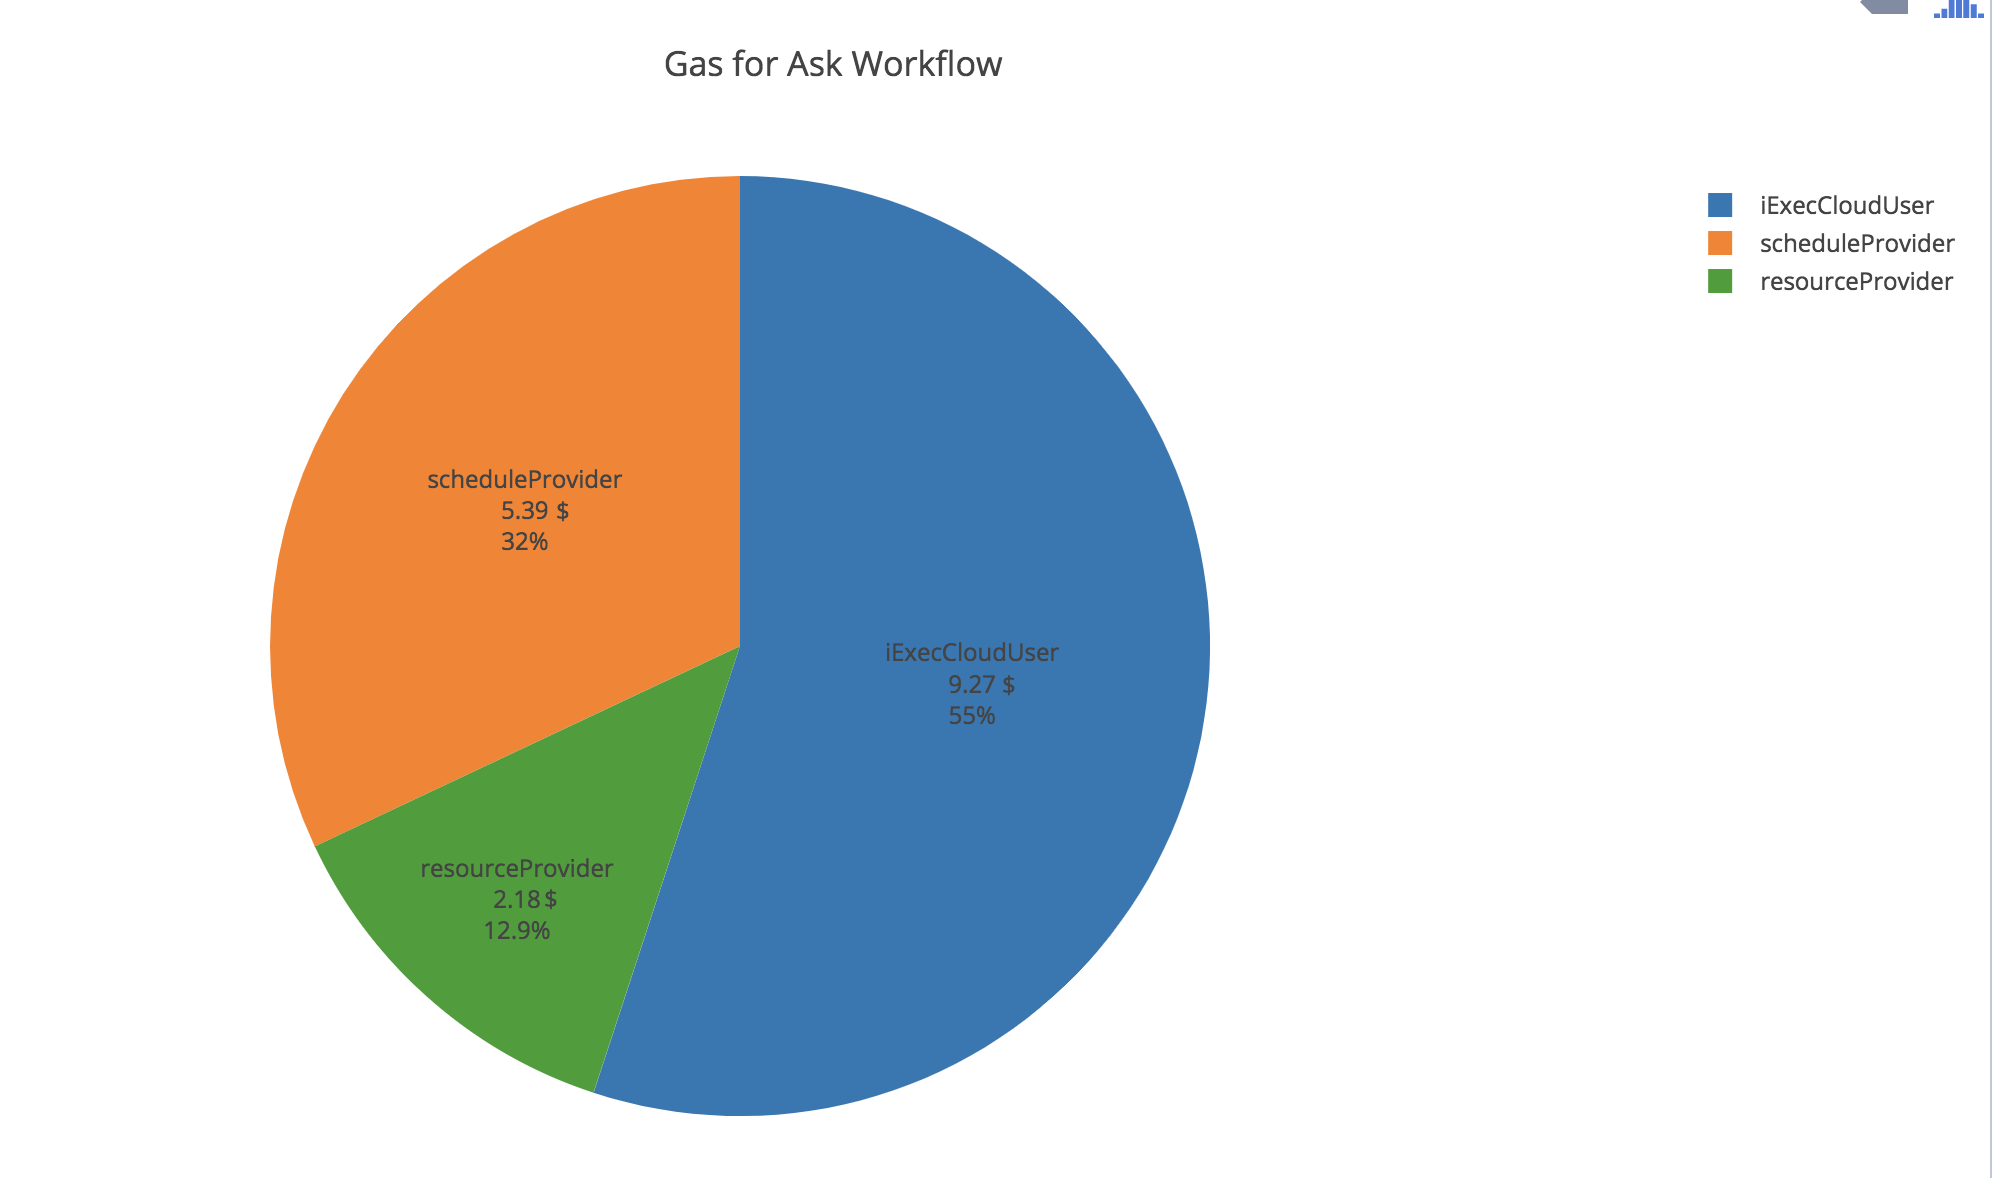 Gas for Ask Workflow
iExecCloudUser
scheduleProvider
resourceProvider
scheduleProvider
5.39 $
32%
iExecCloudUser
9.27 $
55%
resourceProvider
2.18 $
12.9%